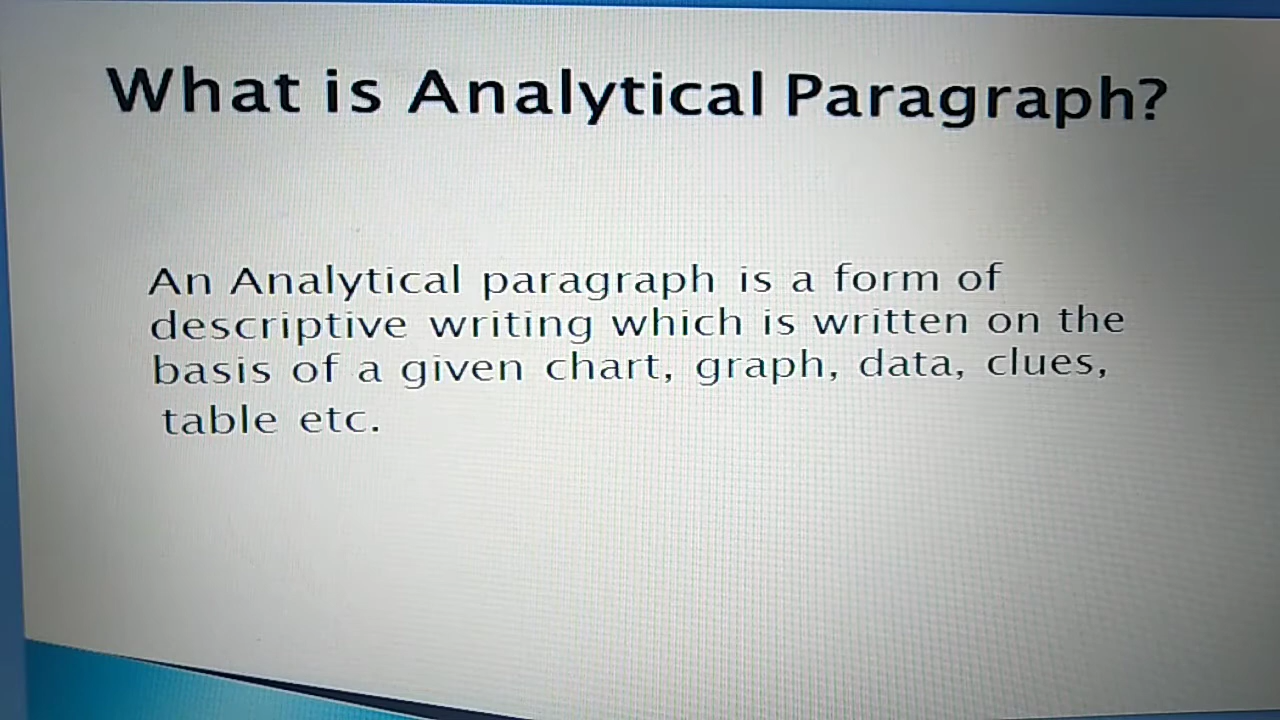 What is Analytical Paragraph?
An Analytical paragraph is a form of
descriptive writing which is written on the
basis of a given chart, graph, data, clues,
table etc.